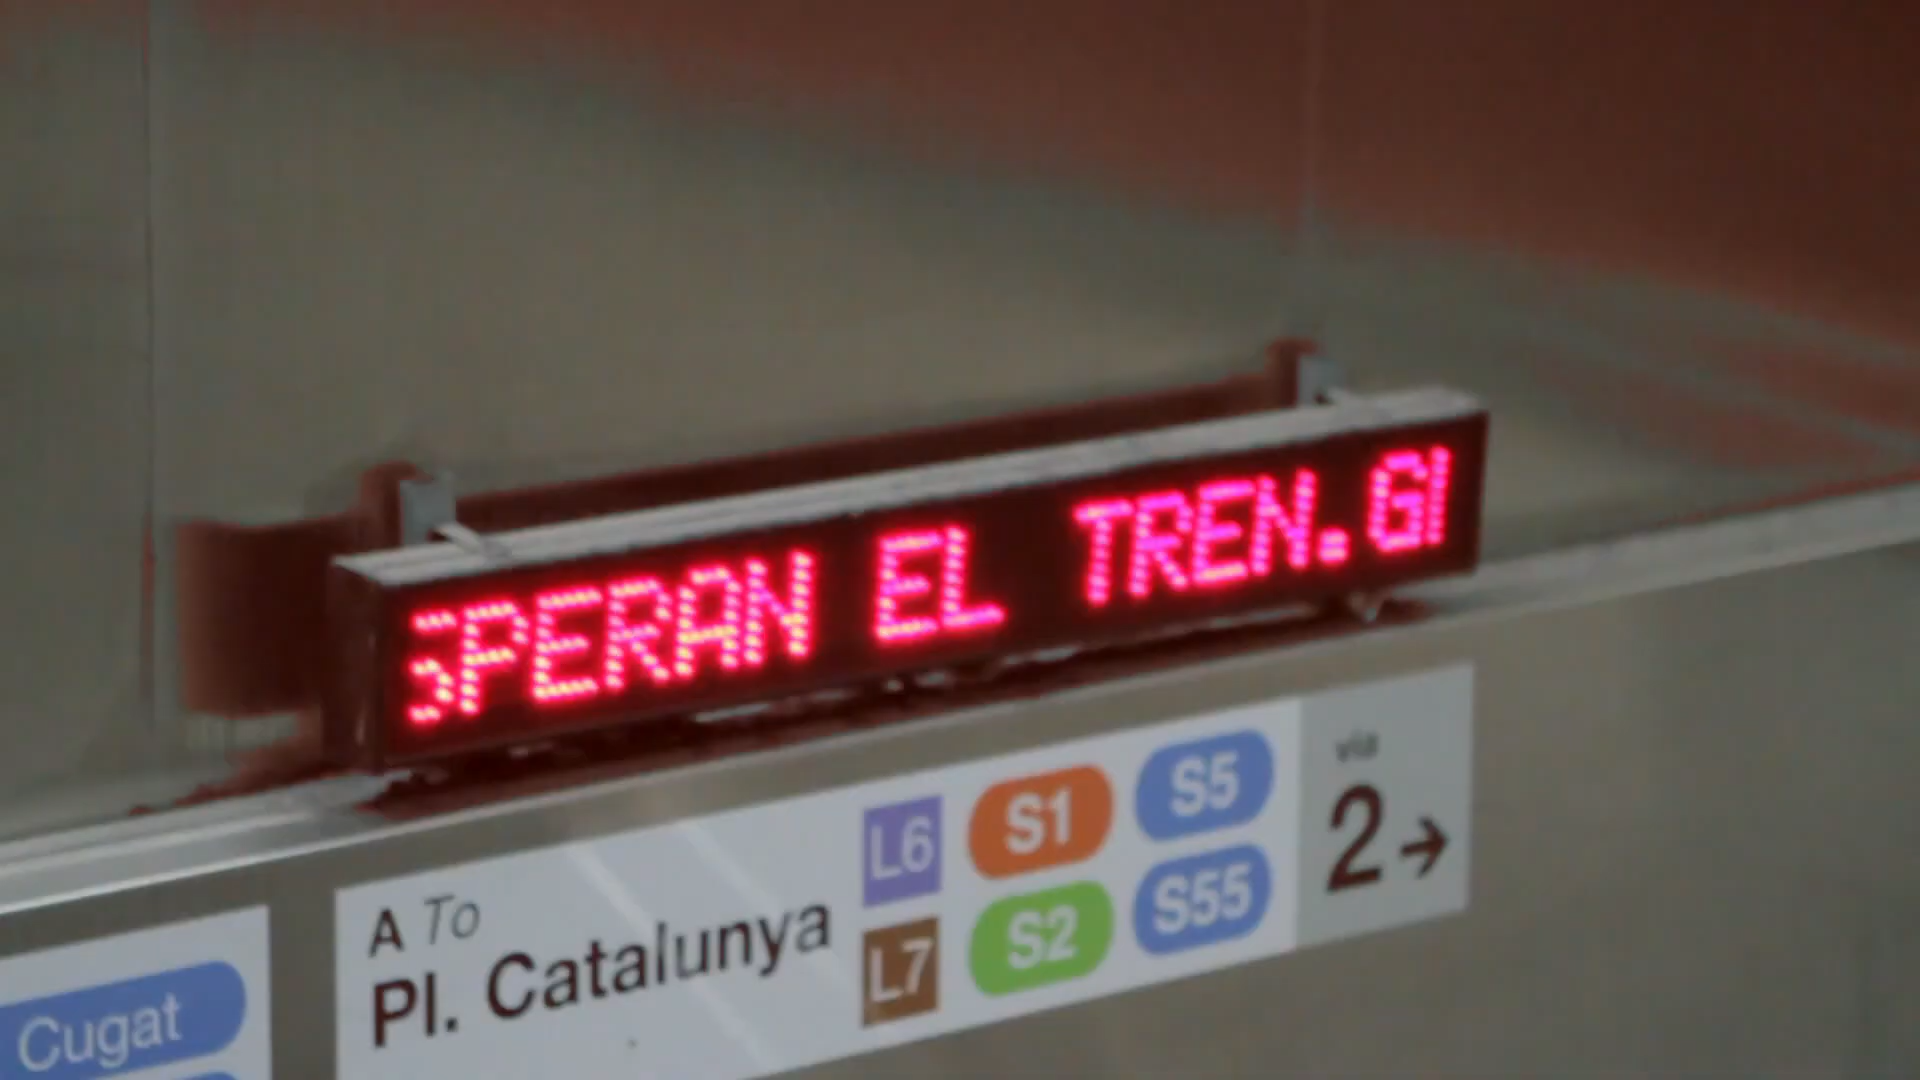 SPERAN EL TREN.GI
A To
Pl. Catalunya
L6 S1 S5
L7 S2 S55
via
2
Cugat